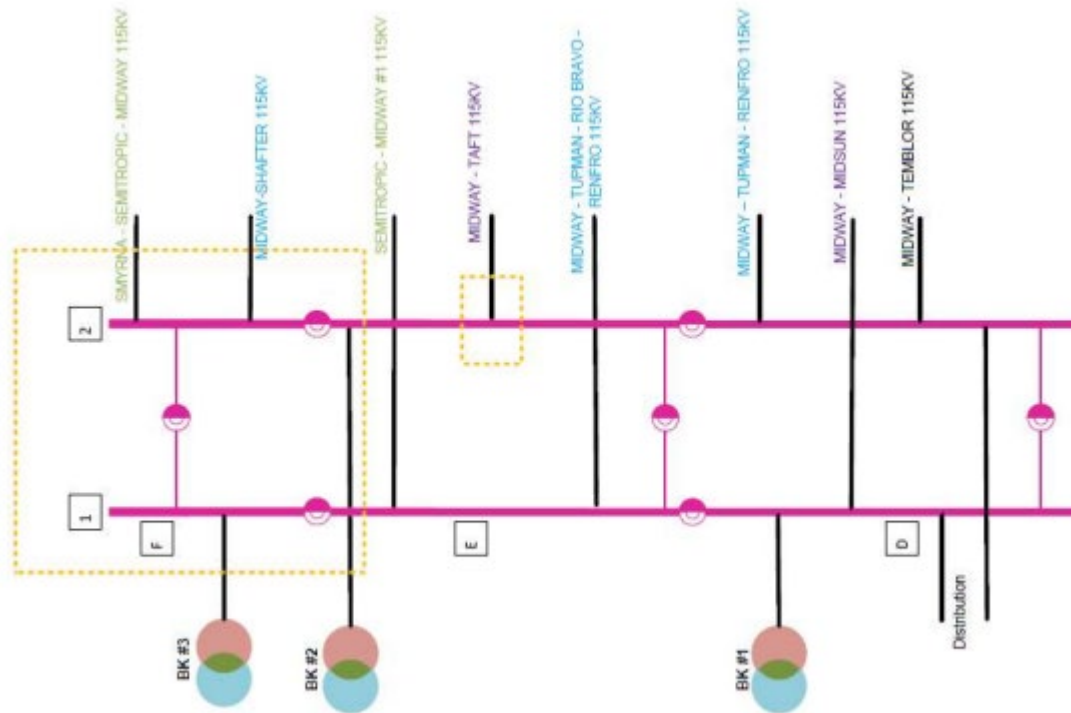 SMYRNA - SEMITROPIC - MIDWAY 115KV
MIDWAY-SHAFTER 115KV
SEMITROPIC - MIDWAY #1 115KV
MIDWAY - TAFT 115KV
MIDWAY - TUPMAN - RIO BRAVO -
RENFRO 115KV
MIDWAY – TUPMAN - RENFRO 115KV
MIDWAY - MIDSUN 115KV
MIDWAY - TEMBLOR 115KV
2
1
F
E
D
BK #3
BK #2
BK #1
Distribution